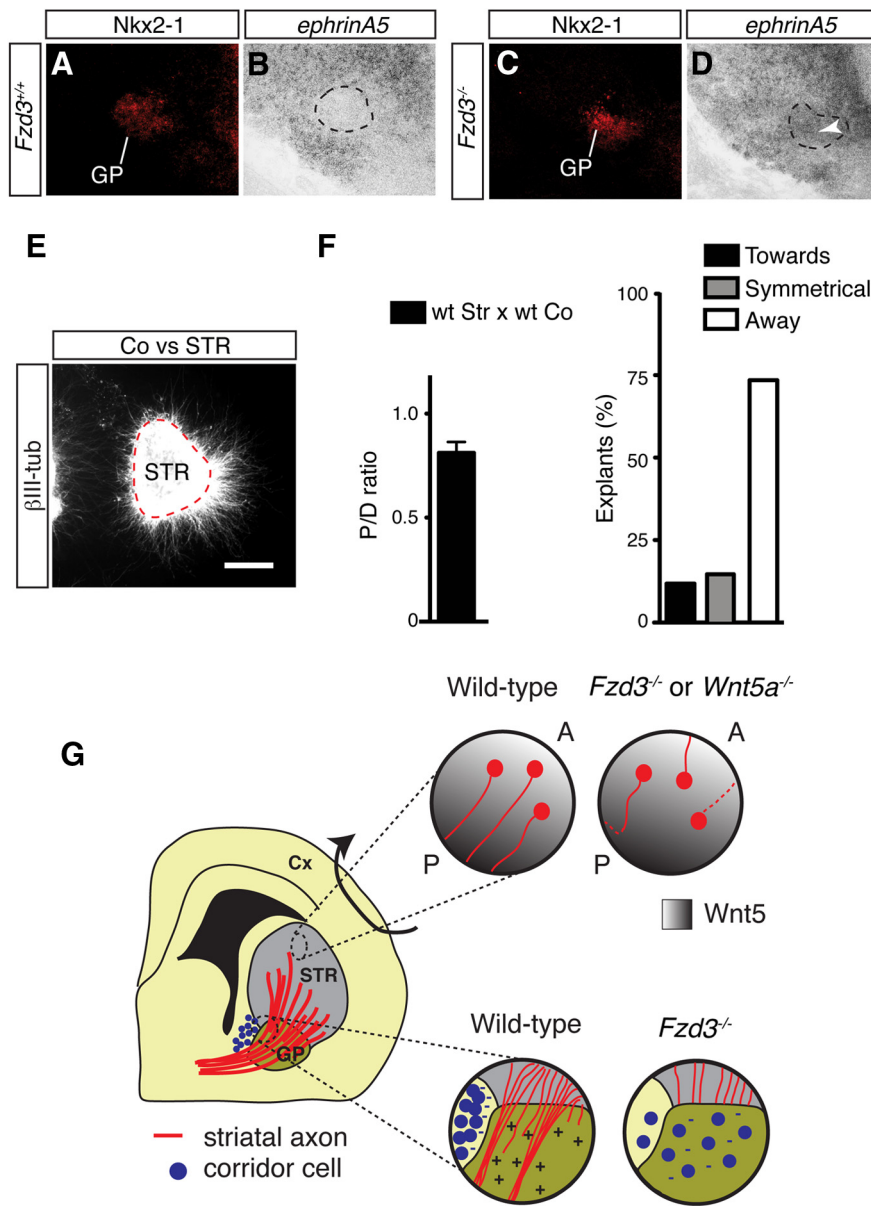 Nkx2-1
ephrinA5
Nkx2-1
ephrinA5
Fzd3+/+
A
GP
B
Fzd3-/-
C
GP
D
E
F
Co vs STR
βIII-tub
STR
wt Str x wt Co
P/D ratio
1.0
0.5
0
Towards
Symmetrical
Away
Explants (%)
100
75
50
25
0
G
Wild-type
Fzd3-/- or Wnt5a-/-
A
P
A
P
Wnt5
Cx
STR
GP
striatal axon
corridor cell
Wild-type
Fzd3-/-
- - - - - -
+ + + + + + + + +
- - - - - - - - -